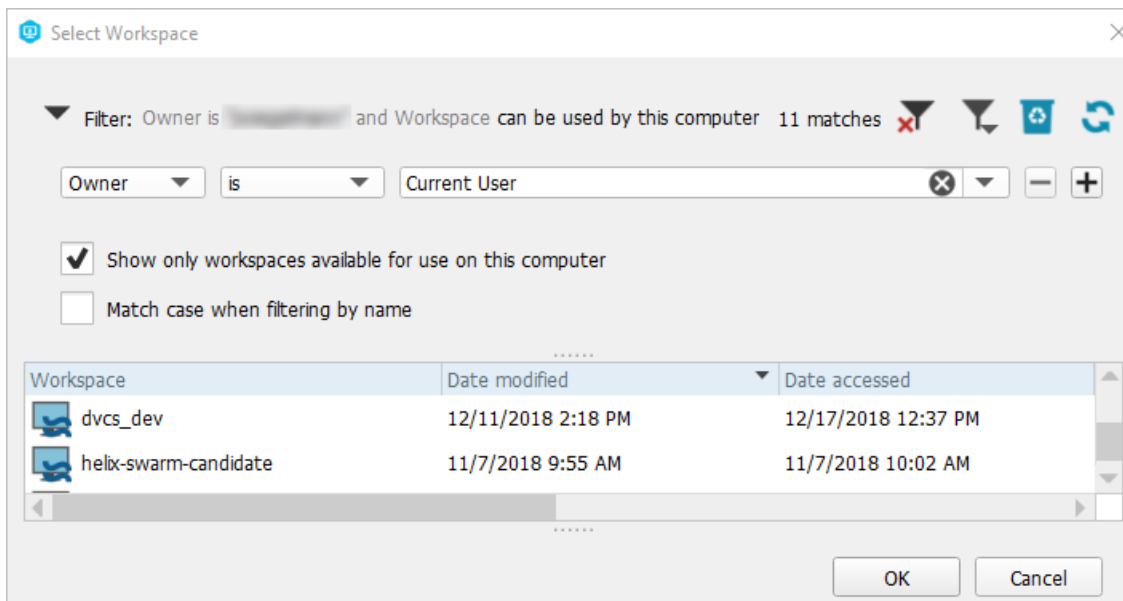 Select Workspace
Filter: Owner is and Workspace can be used by this computer 11 matches
Owner is Current User
Show only workspaces available for use on this computer
Match case when filtering by name
Workspace Date modified Date accessed
dvcs_dev 12/11/2018 2:18 PM 12/17/2018 12:37 PM
helix-swarm-candidate 11/7/2018 9:55 AM 11/7/2018 10:02 AM
OK Cancel